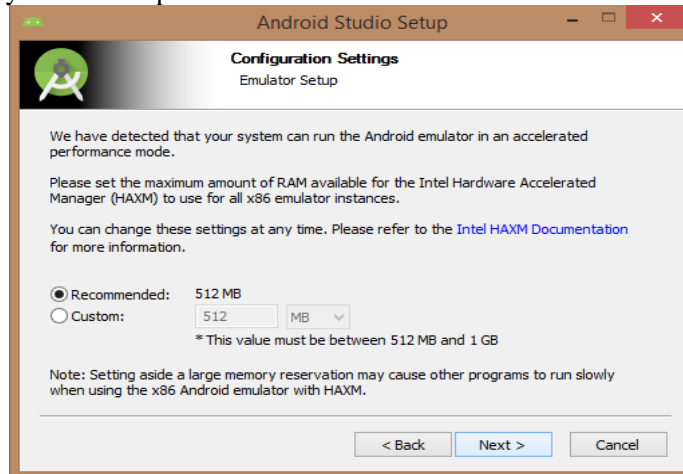 Android Studio Setup
Configuration Settings
Emulator Setup
We have detected that your system can run the Android emulator in an accelerated
performance mode.
Please set the maximum amount of RAM available for the Intel Hardware Accelerated
Manager (HAXM) to use for all x86 emulator instances.
You can change these settings at any time. Please refer to the Intel HAXM Documentation
for more information.
Recommended: 512 MB
Custom: 512 MB
* This value must be between 512 MB and 1 GB
Note: Setting aside a large memory reservation may cause other programs to run slowly
when using the x86 Android emulator with HAXM.
< Back Next > Cancel